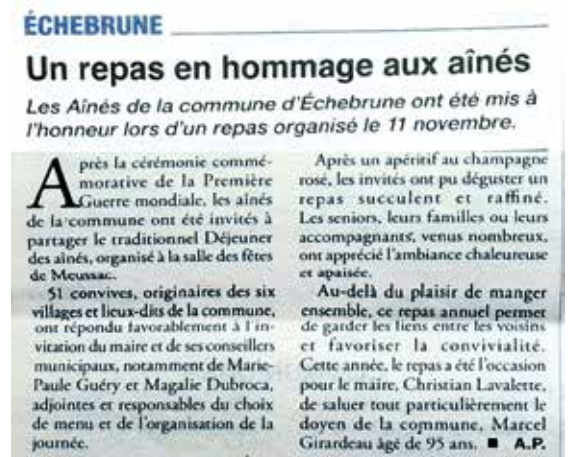 ÉCHEBRUNE
Un repas en hommage aux aînés
Les Aînés de la commune d'Échebrune ont été mis à
l'honneur lors d'un repas organisé le 11 novembre.
Après la cérémonie commé-
morative de la Première
Guerre mondiale, les aînés
de la commune ont été invités à
partager le traditionnel Déjeuner
des aînés, organisé à la salle des fêtes
de Meussac.
51 convives, originaires des six
villages et lieux-dits de la commune,
ont répondu favorablement à l'in-
vitation du maire et de ses conseillers
municipaux, notamment de Marie-
Paule Guéry et Magalie Dubroca,
adjointes et responsables du choix
de menu et de l'organisation de la
journée.
Après un apéritif au champagne
rosé, les invités ont pu déguster un
repas succulent et raffiné.
Les seniors, leurs familles ou leurs
accompagnants, venus nombreux,
ont apprécié l'ambiance chaleureuse
et apaisée.
Au-delà du plaisir de manger
ensemble, ce repas annuel permet
de garder les liens entre les voisins
et favoriser la convivialité.
Cette année, le repas a été l'occasion
pour le maire, Christian Lavalette,
de saluer tout particulièrement le
doyen de la commune, Marcel
Girardeau âgé de 95 ans. ■ A.P.